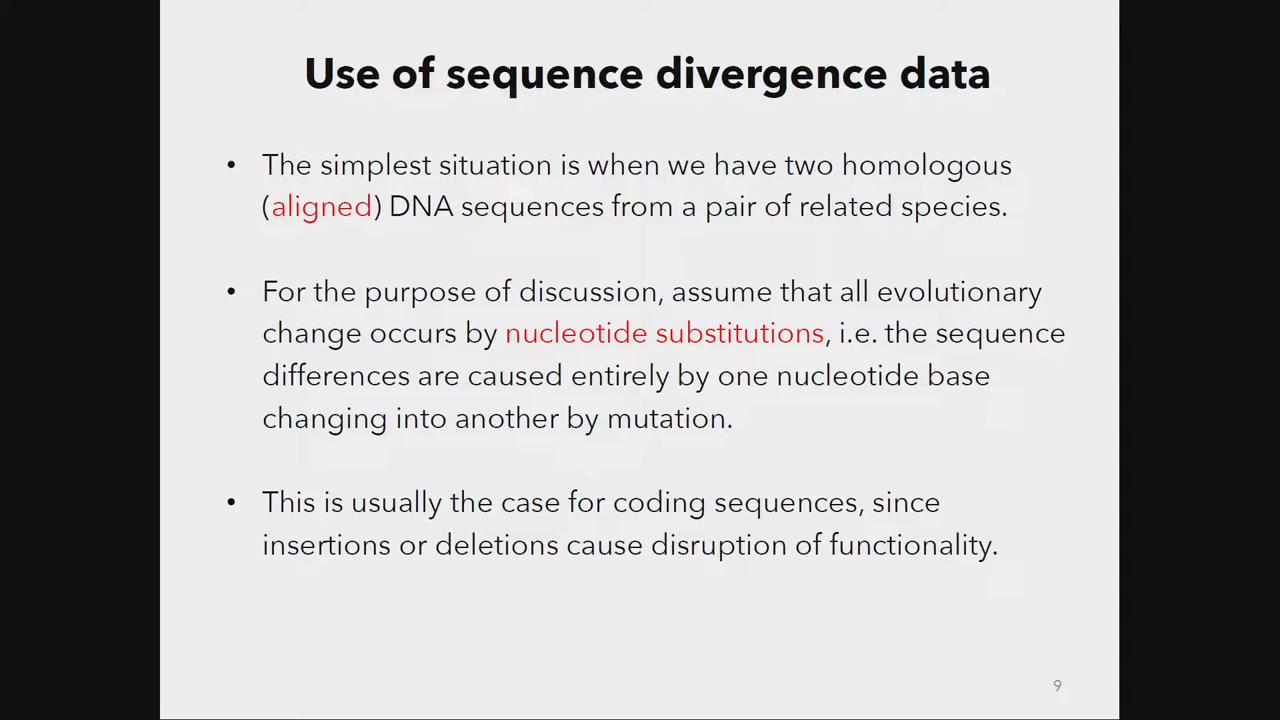 Use of sequence divergence data
• The simplest situation is when we have two homologous
(aligned) DNA sequences from a pair of related species.
• For the purpose of discussion, assume that all evolutionary
change occurs by nucleotide substitutions, i.e. the sequence
differences are caused entirely by one nucleotide base
changing into another by mutation.
• This is usually the case for coding sequences, since
insertions or deletions cause disruption of functionality.
9